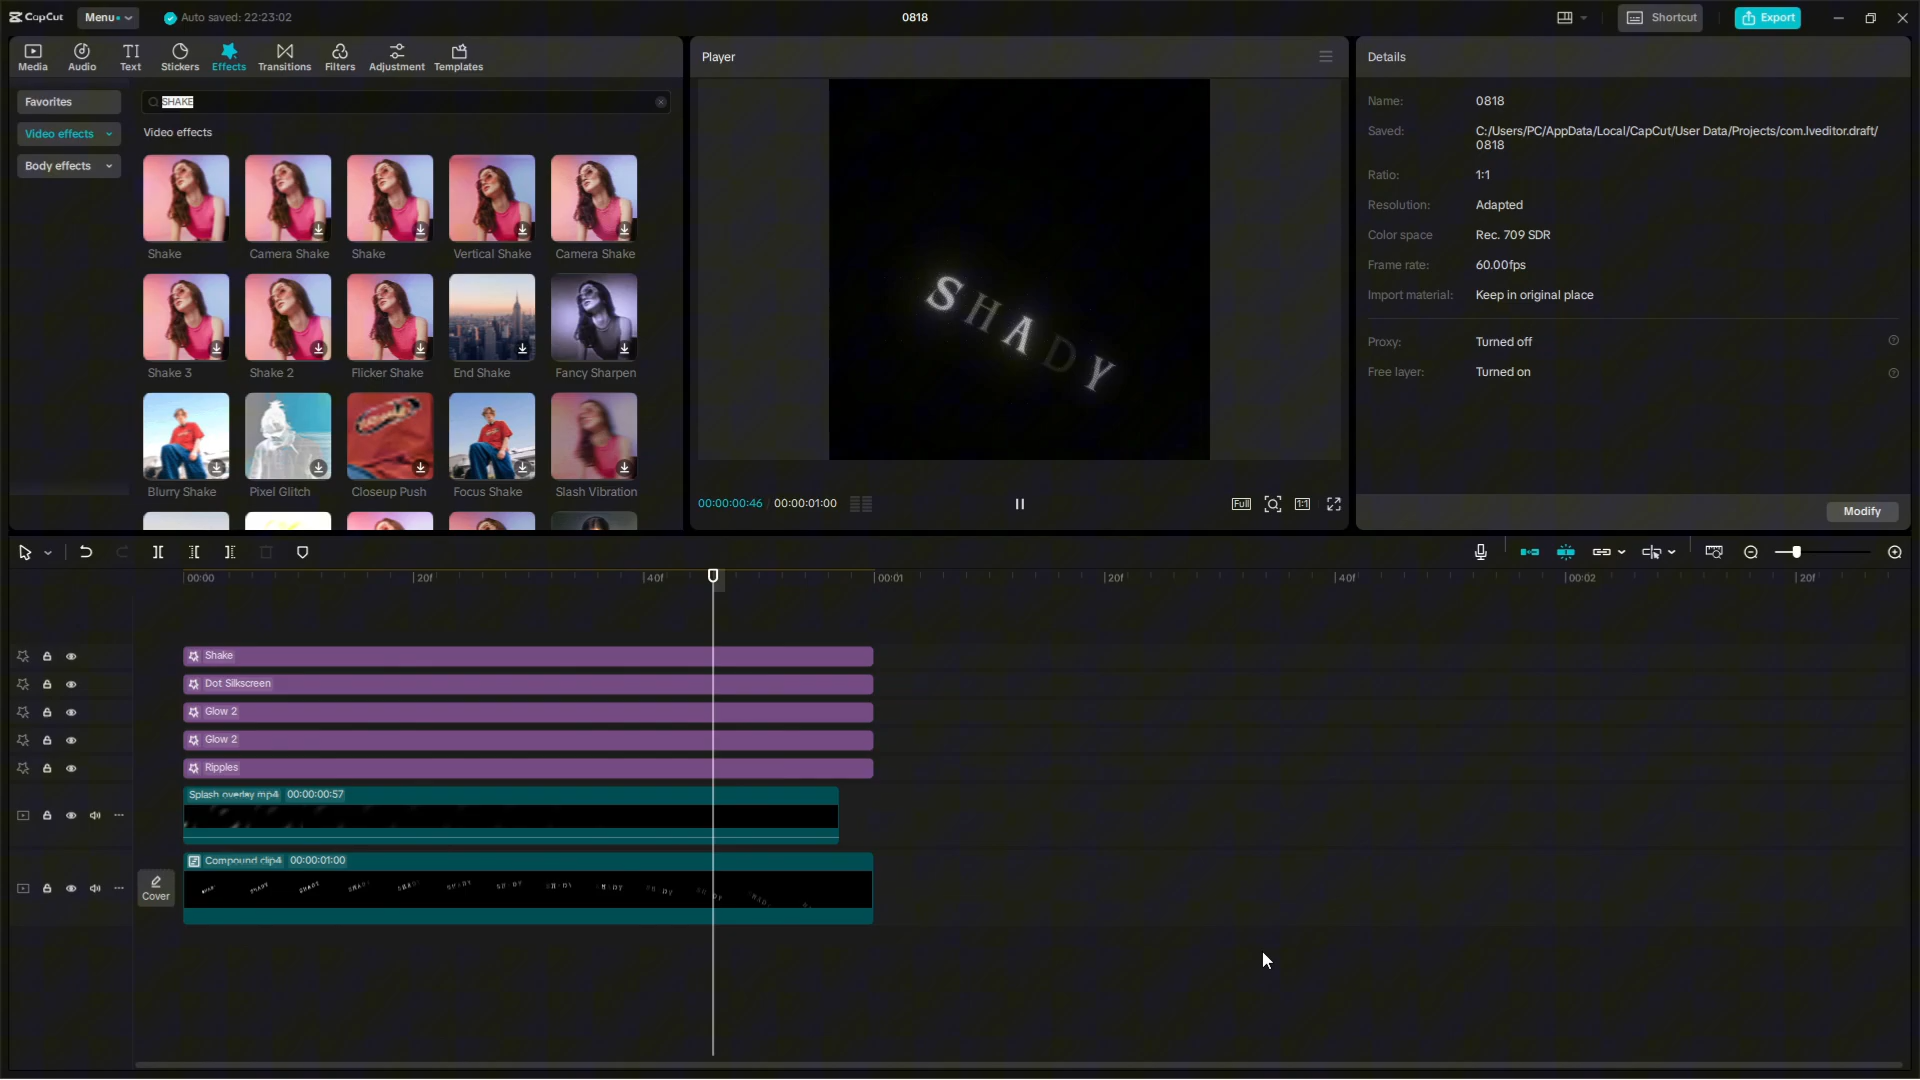 CapCut
Menu
Auto saved: 22:23:02
0818
Shortcut
Export
Media
Audio
Text
Stickers
Effects
Transitions
Filters
Adjustment
Templates
Favorites
Video effects
Body effects
SHAKE
Video effects
Shake
Camera Shake
Shake
Vertical Shake
Camera Shake
Shake 3
Shake 2
Flicker Shake
End Shake
Fancy Sharpen
Blurry Shake
Pixel Glitch
Closeup Push
Focus Shake
Slash Vibration
Player
SHADY
00:00:00:46 / 00:00:01:00
Full
1:1
Details
Name: 0818
Saved: C:/Users/PC/AppData/Local/CapCut/User Data/Projects/com.lveditor.draft/
0818
Ratio: 1:1
Resolution: Adapted
Color space Rec. 709 SDR
Frame rate: 60.00fps
Import material: Keep in original place
Proxy: Turned off
Free layer: Turned on
Modify
00:00
20f
40f
00:01
20f
40f
00:02
20f
Shake
Dot Silkscreen
Glow 2
Glow 2
Ripples
Splash overlay mp4 00:00:00:57
Compound clip4 00:00:01:00
Cover